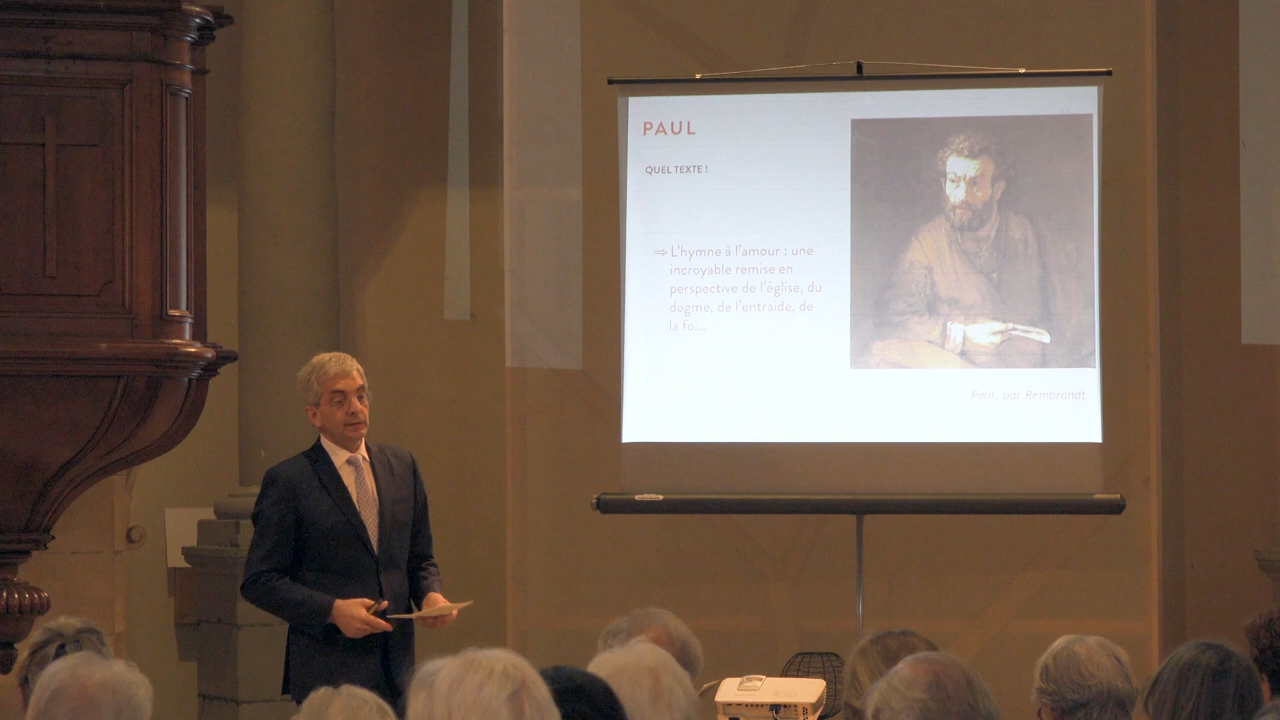 PAUL
QUEL TEXTE !
⇒ L'hymne à l'amour : une
incroyable remise en
perspective de l'église, du
dogme, de l'entraide, de
la foi...
Paul, par Rembrandt